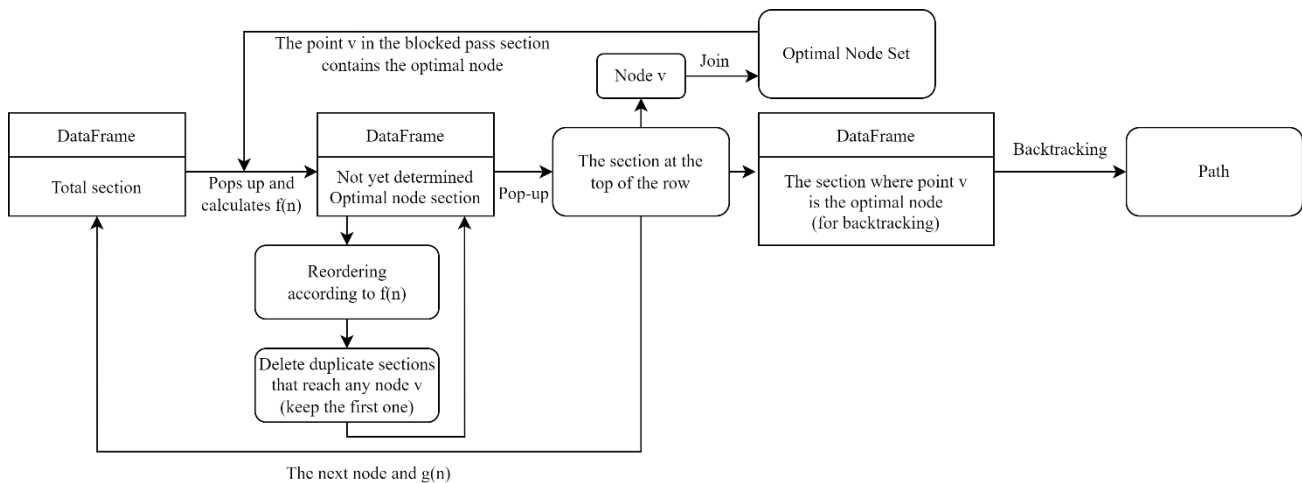 The point v in the blocked pass section
contains the optimal node
Optimal Node Set
Node v
Join
DataFrame
Total section
Pops up and
calculates f(n)
DataFrame
Not yet determined
Optimal node section
Pop-up
The section at the
top of the row
DataFrame
The section where point v
is the optimal node
(for backtracking)
Backtracking
Path
Reordering
according to f(n)
Delete duplicate sections
that reach any node v
(keep the first one)
The next node and g(n)